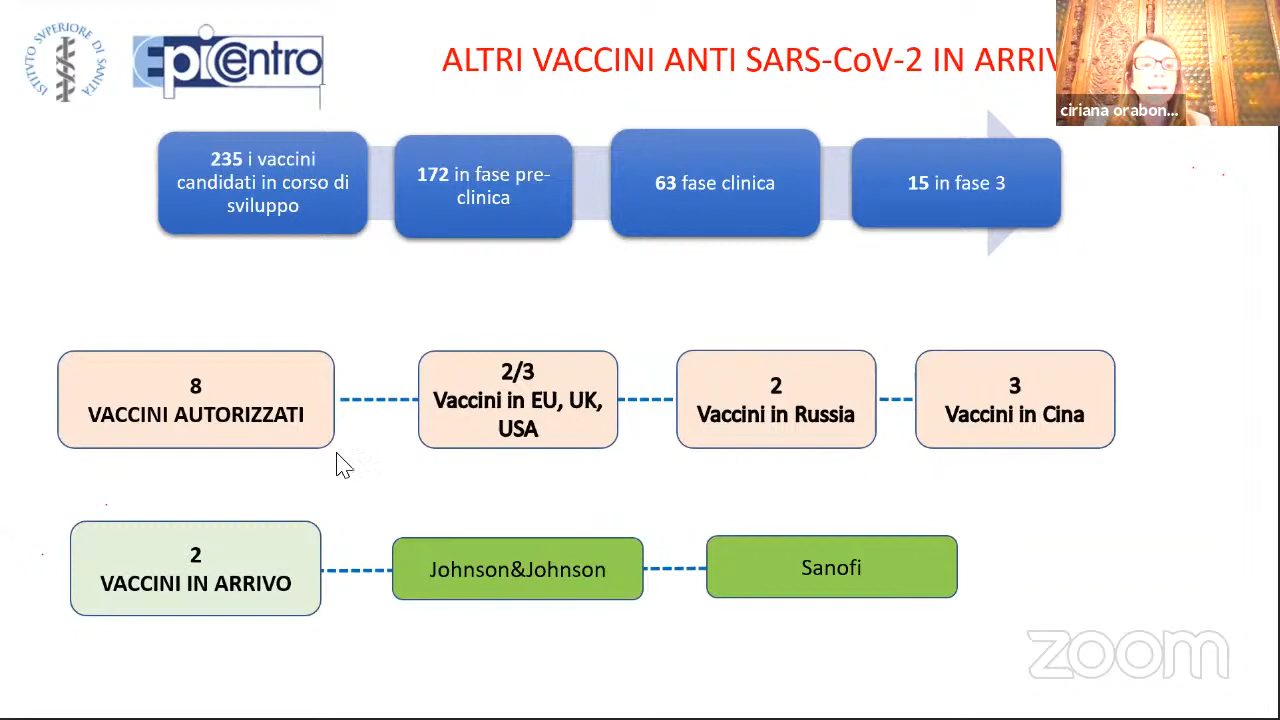 ISTITUTO SVPERIORE DI SANITÀ
EpiCentro
ALTRI VACCINI ANTI SARS-CoV-2 IN ARRIV
ciriana orabon...
235 i vaccini
candidati in corso di
sviluppo
172 in fase pre-
clinica
63 fase clinica
15 in fase 3
8
VACCINI AUTORIZZATI
2/3
Vaccini in EU, UK,
USA
2
Vaccini in Russia
3
Vaccini in Cina
2
VACCINI IN ARRIVO
Johnson&Johnson
Sanofi
zoom